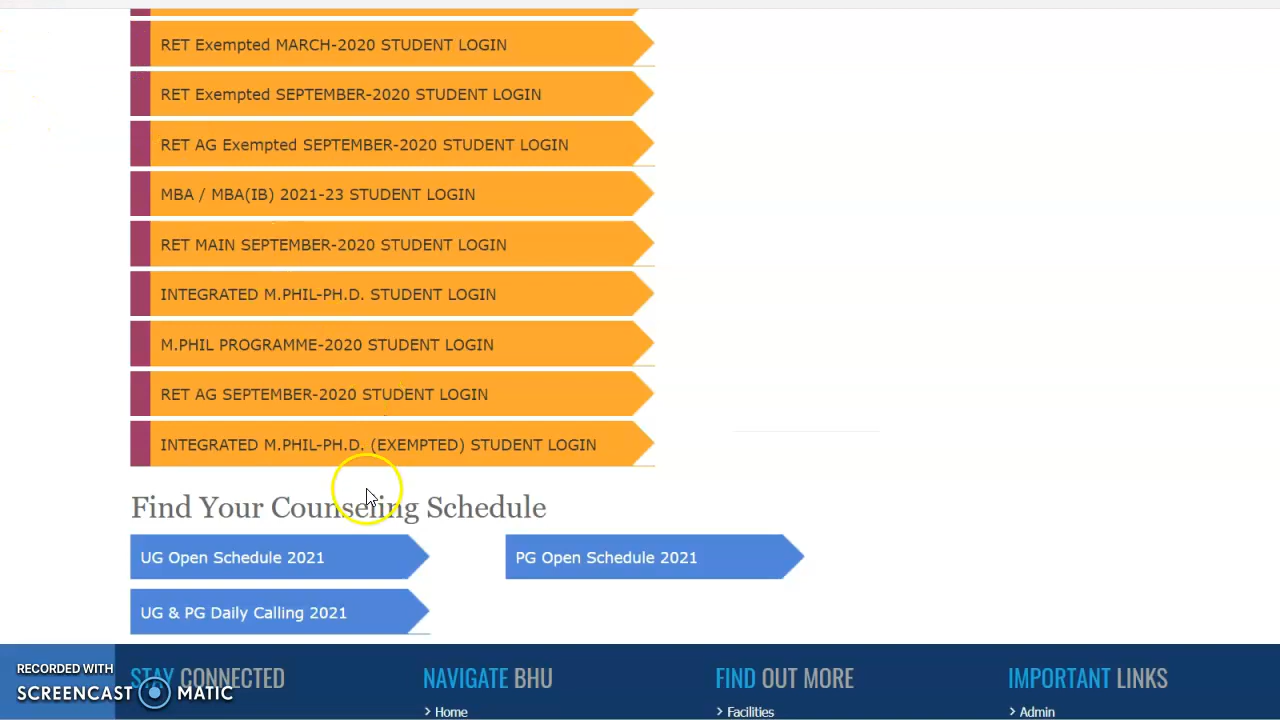 RET Exempted MARCH-2020 STUDENT LOGIN
RET Exempted SEPTEMBER-2020 STUDENT LOGIN
RET AG Exempted SEPTEMBER-2020 STUDENT LOGIN
MBA / MBA(IB) 2021-23 STUDENT LOGIN
RET MAIN SEPTEMBER-2020 STUDENT LOGIN
INTEGRATED M.PHIL-PH.D. STUDENT LOGIN
M.PHIL PROGRAMME-2020 STUDENT LOGIN
RET AG SEPTEMBER-2020 STUDENT LOGIN
INTEGRATED M.PHIL-PH.D. (EXEMPTED) STUDENT LOGIN
Find Your Counseling Schedule
UG Open Schedule 2021
PG Open Schedule 2021
UG & PG Daily Calling 2021
STAY CONNECTED
NAVIGATE BHU
FIND OUT MORE
IMPORTANT LINKS
> Home
> Facilities
> Admin
RECORDED WITH
SCREENCAST MATIC